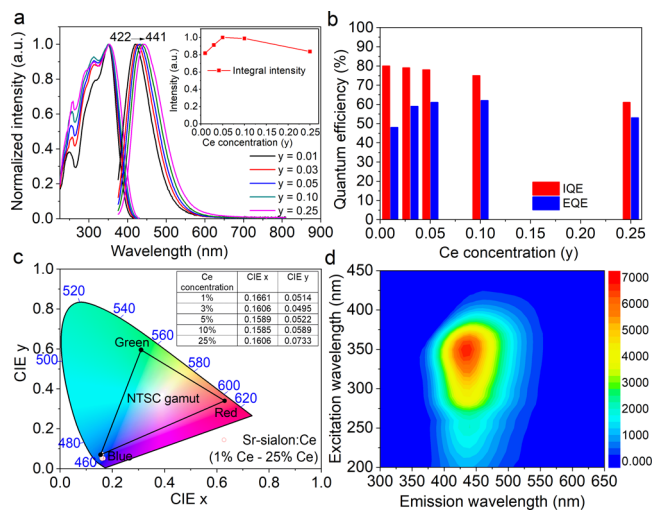 a
422→441
Normalized intensity (a.u.)
1.0
0.8
0.6
0.4
0.2
0.0
300 400 500 600 700 800 900
Wavelength (nm)
Intensity (a.u.)
1.0
0.8
0.6
0.4
0.2
0.0
Integral intensity
0.00 0.05 0.10 0.15 0.20 0.25
Ce concentration (y)
y = 0.01
y = 0.03
y = 0.05
y = 0.10
y = 0.25
b
Quantum efficiency (%)
100
90
80
70
60
50
40
30
20
10
0
IQE
EQE
0.00 0.05 0.10 0.15 0.20 0.25
Ce concentration (y)
c
CIE y
1.0
0.8
0.6
0.4
0.2
0.0
0.0 0.2 0.4 0.6 0.8 1.0
CIE x
Ce concentration CIE x CIE y
1% 0.1661 0.0514
3% 0.1606 0.0495
5% 0.1589 0.0522
10% 0.1585 0.0589
25% 0.1606 0.0733
520
540
560
Green
500
580
NTSC gamut
600
620
Red
480
Blue
460
Sr-sialon:Ce
(1% Ce - 25% Ce)
d
Excitation wavelength (nm)
450
400
350
300
250
200
350 400 450 500 550 600 650
Emission wavelength (nm)
7000
6000
5000
4000
3000
2000
1000
0.000